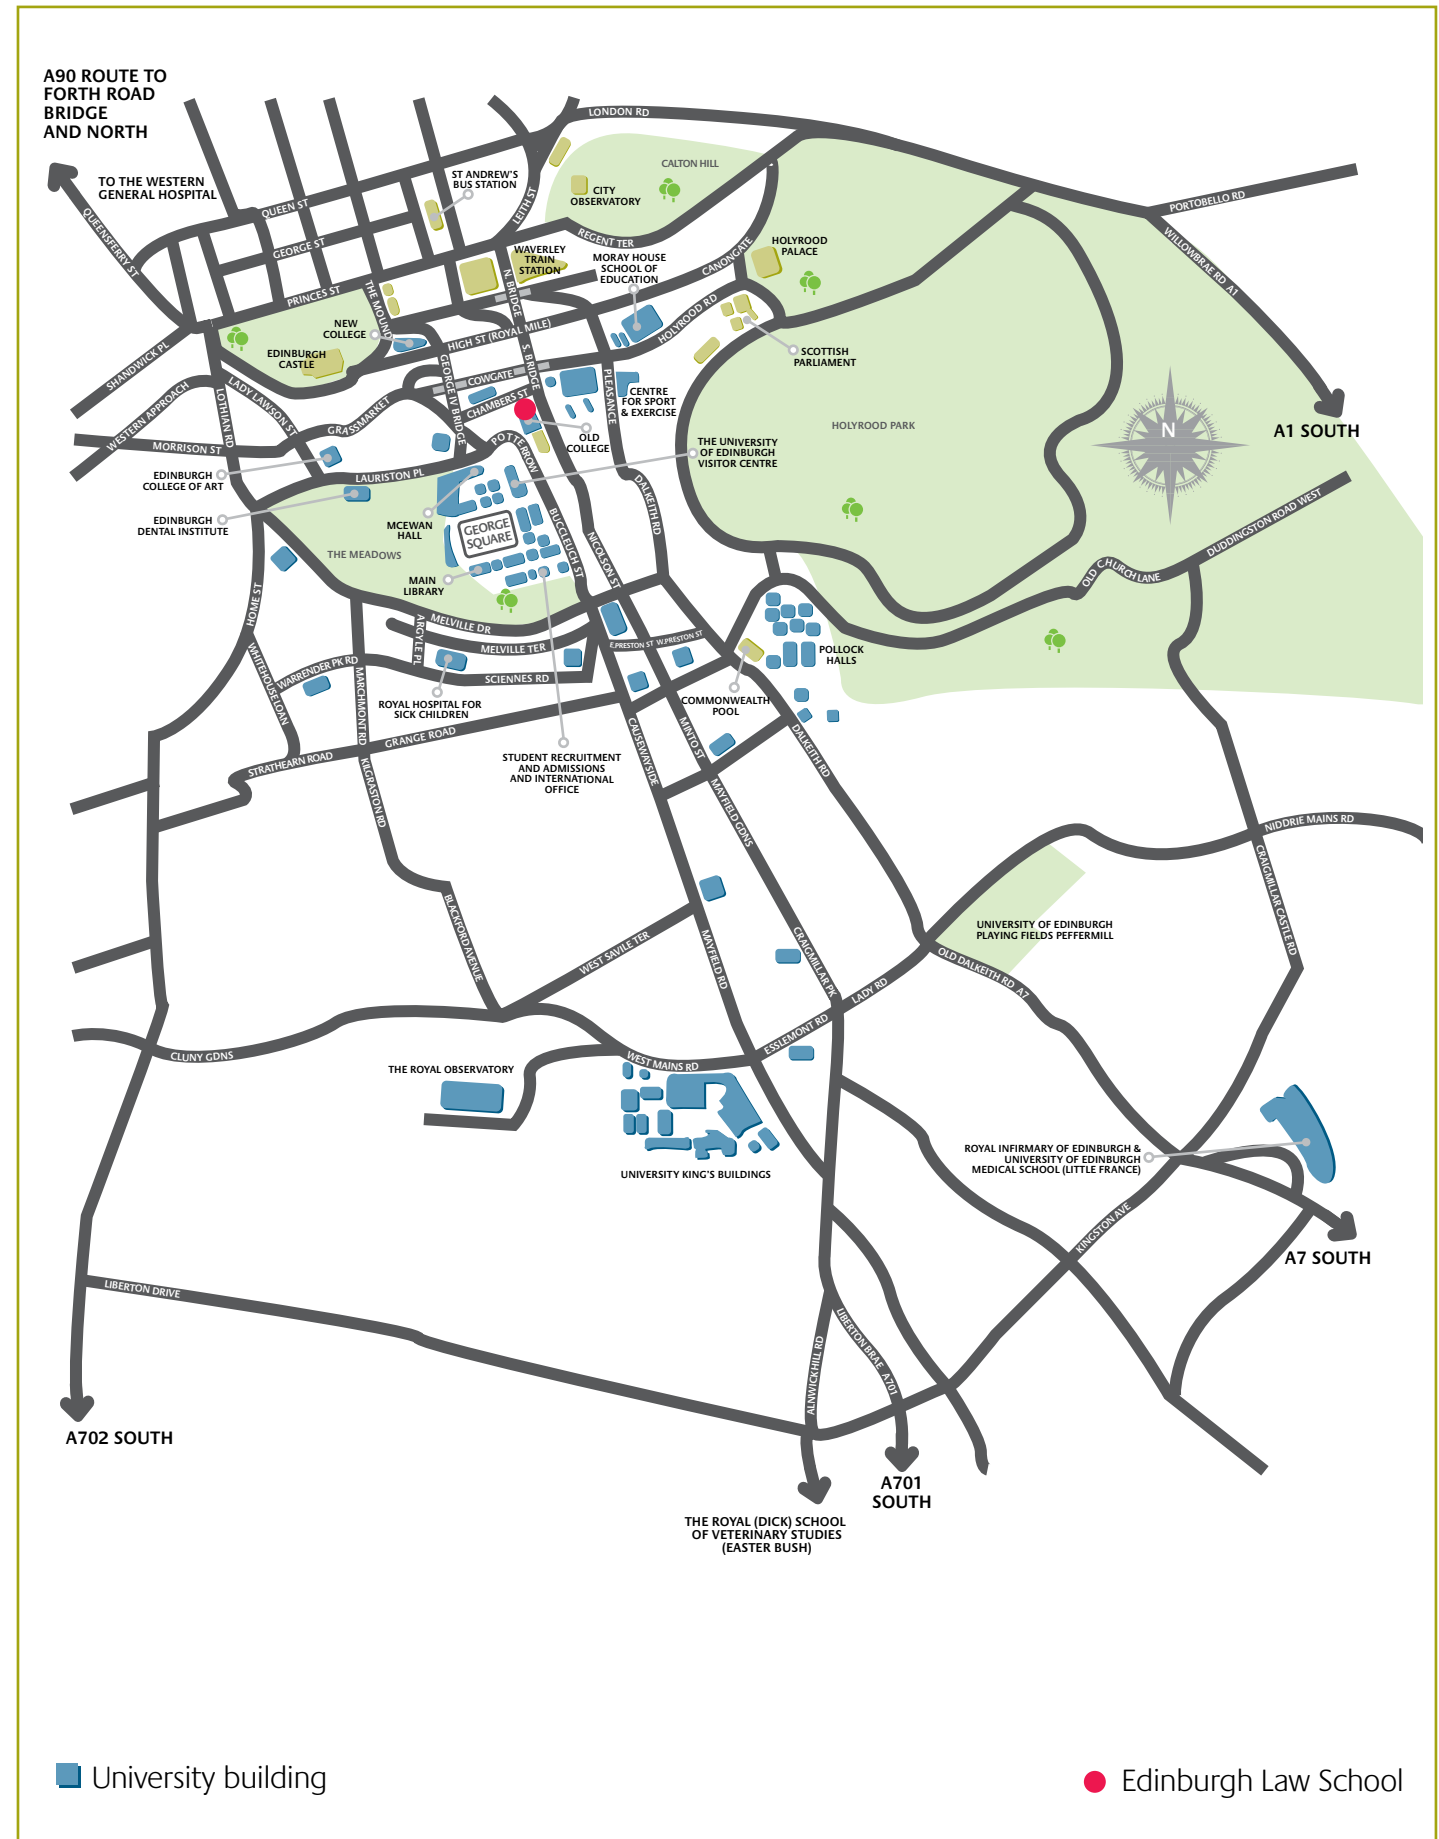 A90 ROUTE TO
FORTH ROAD
BRIDGE
AND NORTH
TO THE WESTERN
GENERAL HOSPITAL
QUEENSFERRY ST
QUEEN ST
GEORGE ST
PRINCES ST
THE MOUND
ST ANDREW'S
BUS STATION
LEITH ST
LONDON RD
CALTON HILL
CITY
OBSERVATORY
REGENT TER
WAVERLEY
TRAIN
STATION
N. BRIDGE
MORAY HOUSE
SCHOOL OF
EDUCATION
CANONGATE
HOLYROOD
PALACE
HOLYROOD RD
SCOTTISH
PARLIAMENT
PORTOBELLO RD
WILLOWBRAE RD A1
A1 SOUTH
N
HOLYROOD PARK
DUDDINGSTON ROAD WEST
OLD CHURCH LANE
SHANDWICK PL
WESTERN APPROACH
MORRISON ST
LOTHIAN RD
LADY LAWSON ST
NEW
COLLEGE
EDINBURGH
CASTLE
HIGH ST (ROYAL MILE)
GEORGE IV BRIDGE
COWGATE
CHAMBERS ST
S. BRIDGE
PLEASANCE
CENTRE
FOR SPORT
& EXERCISE
GRASSMARKET
OLD
COLLEGE
POTTERROW
THE UNIVERSITY
OF EDINBURGH
VISITOR CENTRE
LAURISTON PL
EDINBURGH
COLLEGE OF ART
EDINBURGH
DENTAL INSTITUTE
MCEWAN
HALL
GEORGE
SQUARE
THE MEADOWS
MAIN
LIBRARY
BUCCLEUCH ST
NICOLSON ST
DALKEITH RD
HOME ST
MELVILLE DR
MELVILLE TER
ARGYLE PL
E.PRESTON ST W.PRESTON ST
SCIENNES RD
WARRENDER PK RD
WHITEHOUSE LOAN
MARCHMONT RD
ROYAL HOSPITAL FOR
SICK CHILDREN
GRANGE ROAD
STRATHEARN ROAD
KILGRASTON RD
STUDENT RECRUITMENT
AND ADMISSIONS
AND INTERNATIONAL
OFFICE
POLLOCK
HALLS
COMMONWEALTH
POOL
CAUSEWAYSIDE
MINTO ST
MAYFIELD GDNS
DALKEITH RD
NIDDRIE MAINS RD
CRAIGMILLAR CASTLE RD
BLACKFORD AVENUE
WEST SAVILE TER
MAYFIELD RD
CRAIGMILLAR PK
LADY RD
ESSLEMONT RD
UNIVERSITY OF EDINBURGH
PLAYING FIELDS PEFFERMILL
OLD DALKEITH RD A7
CLUNY GDNS
WEST MAINS RD
THE ROYAL OBSERVATORY
UNIVERSITY KING'S BUILDINGS
ROYAL INFIRMARY OF EDINBURGH &
UNIVERSITY OF EDINBURGH
MEDICAL SCHOOL (LITTLE FRANCE)
KINGSTON AVE
A7 SOUTH
LIBERTON DRIVE
ALNWICKHILL RD
LIBERTON BRAE A701
A702 SOUTH
A701
SOUTH
THE ROYAL (DICK) SCHOOL
OF VETERINARY STUDIES
(EASTER BUSH)
University building
Edinburgh Law School